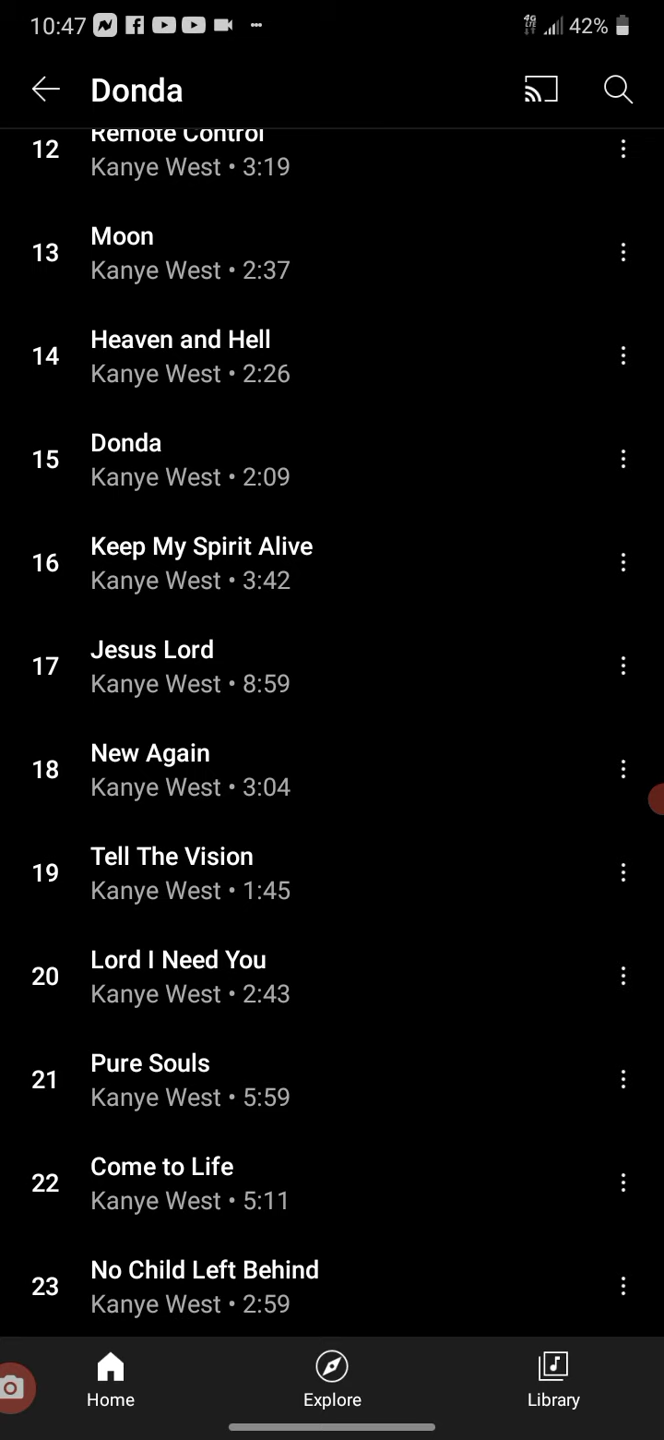 10:47 42%
Donda
12 Remote Control
Kanye West • 3:19
13 Moon
Kanye West • 2:37
14 Heaven and Hell
Kanye West • 2:26
15 Donda
Kanye West • 2:09
16 Keep My Spirit Alive
Kanye West • 3:42
17 Jesus Lord
Kanye West • 8:59
18 New Again
Kanye West • 3:04
19 Tell The Vision
Kanye West • 1:45
20 Lord I Need You
Kanye West • 2:43
21 Pure Souls
Kanye West • 5:59
22 Come to Life
Kanye West • 5:11
23 No Child Left Behind
Kanye West • 2:59
Home Explore Library